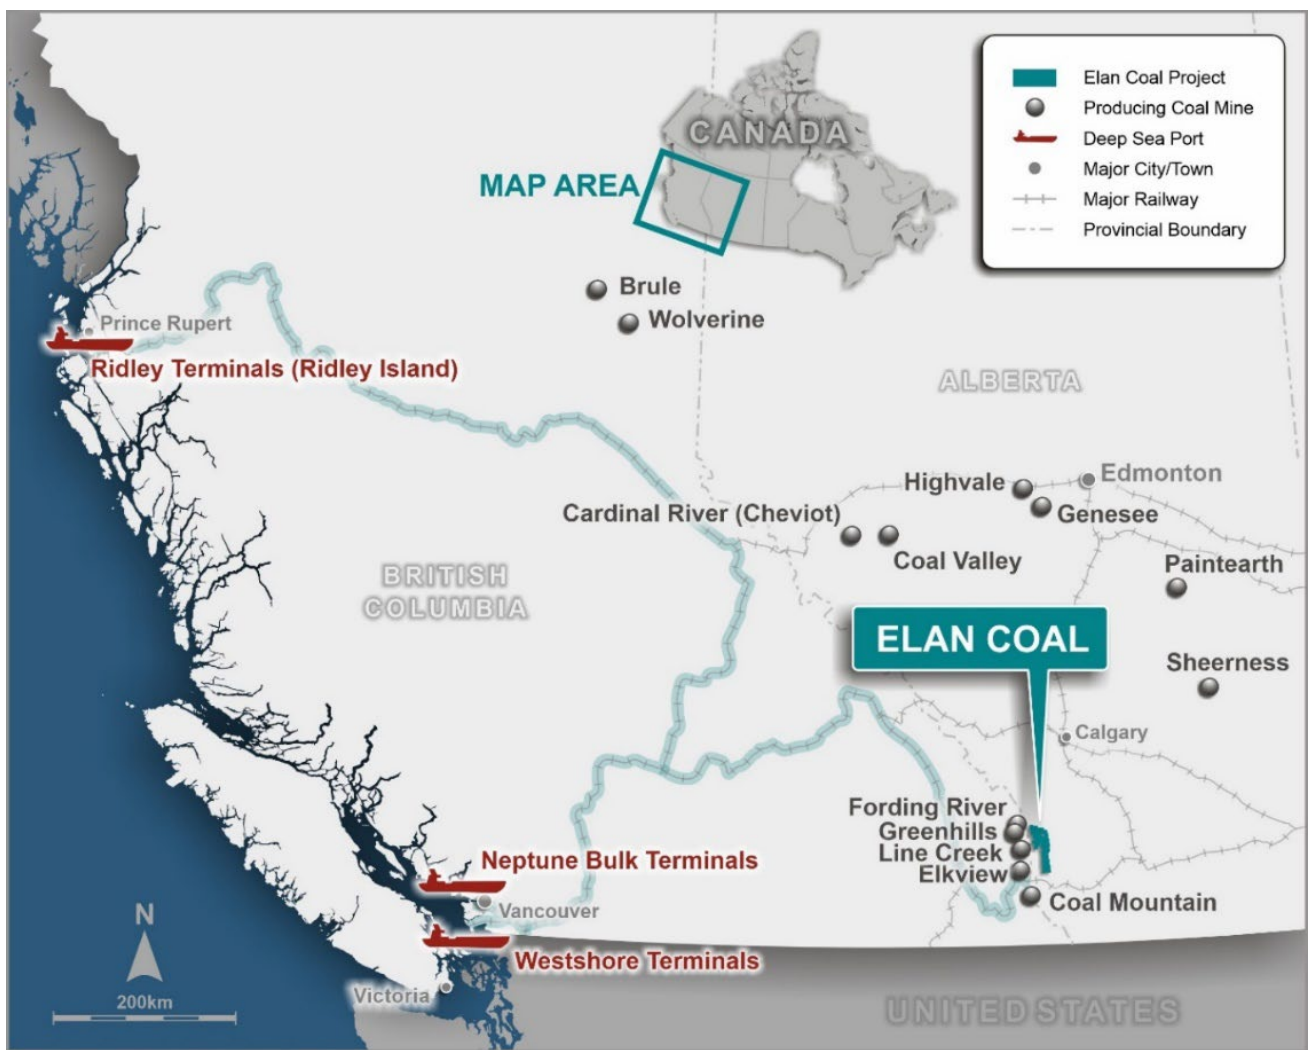 Elan Coal Project
Producing Coal Mine
Deep Sea Port
Major City/Town
Major Railway
Provincial Boundary
CANADA
MAP AREA
Brule
Wolverine
Prince Rupert
Ridley Terminals (Ridley Island)
ALBERTA
Highvale
Edmonton
Genesee
Cardinal River (Cheviot)
Coal Valley
Paintearth
BRITISH
COLUMBIA
ELAN COAL
Sheerness
Calgary
Fording River
Greenhills
Line Creek
Elkview
Coal Mountain
Neptune Bulk Terminals
Vancouver
Westshore Terminals
Victoria
N
200km
UNITED STATES